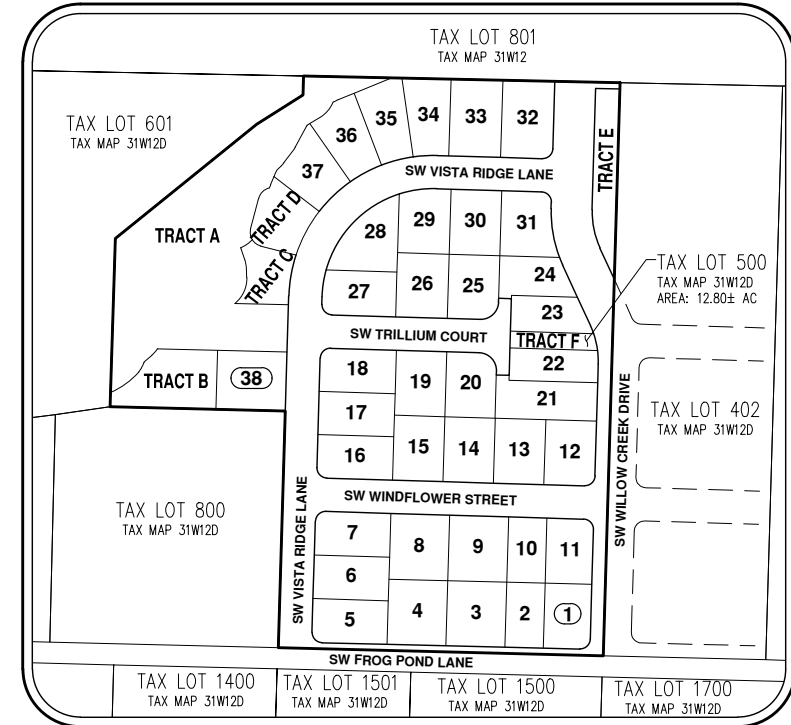 TAX LOT 801
TAX MAP 31W12
TAX LOT 601
TAX MAP 31W12D
TRACT A
TRACT D
TRACT C
TRACT B
38
37
36
35
34
33
32
TRACT E
SW VISTA RIDGE LANE
28
29
30
31
27
26
25
24
23
TRACT F
22
21
TAX LOT 500
TAX MAP 31W12D
AREA: 12.80± AC
SW TRILLIUM COURT
18
19
20
17
16
15
14
13
12
TAX LOT 402
TAX MAP 31W12D
SW WILLOW CREEK DRIVE
SW WINDFLOWER STREET
TAX LOT 800
TAX MAP 31W12D
SW VISTA RIDGE LANE
7
8
9
10
11
6
5
4
3
2
1
SW FROG POND LANE
TAX LOT 1400
TAX MAP 31W12D
TAX LOT 1501
TAX MAP 31W12D
TAX LOT 1500
TAX MAP 31W12D
TAX LOT 1700
TAX MAP 31W12D